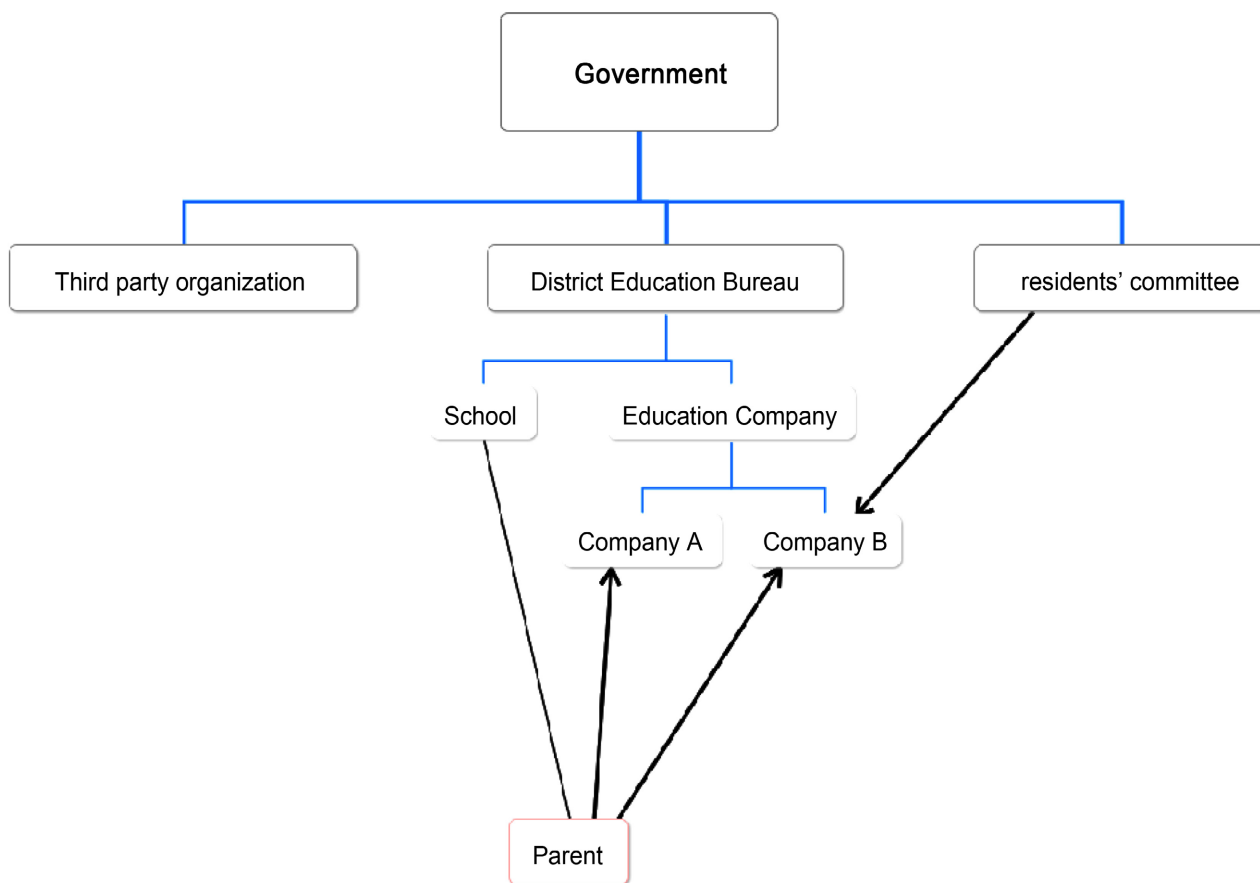 Government
Third party organization
District Education Bureau
residents’ committee
School
Education Company
Company A
Company B
Parent